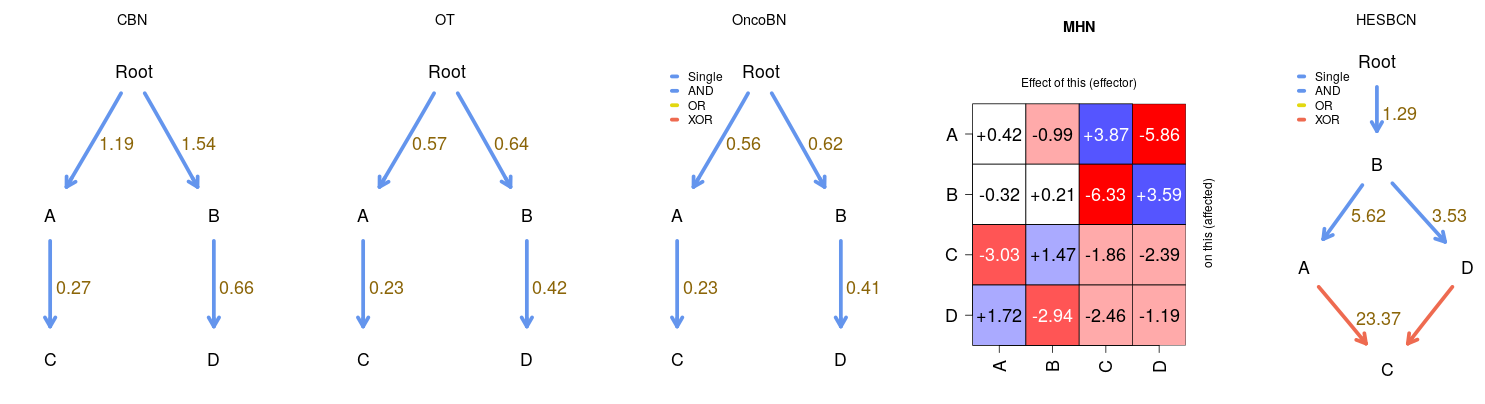 CBN
Root
1.19 1.54
A B
0.27 0.66
C D
OT
Root
0.57 0.64
A B
0.23 0.42
C D
OncoBN
Single
AND
OR
XOR
Root
0.56 0.62
A B
0.23 0.41
C D
MHN
Effect of this (effector)
A +0.42 -0.99 +3.87 -5.86
B -0.32 +0.21 -6.33 +3.59
C -3.03 +1.47 -1.86 -2.39
D +1.72 -2.94 -2.46 -1.19
A B C D
on this (affected)
HESBCN
Single
AND
OR
XOR
Root
1.29
B
5.62 3.53
A D
23.37
C